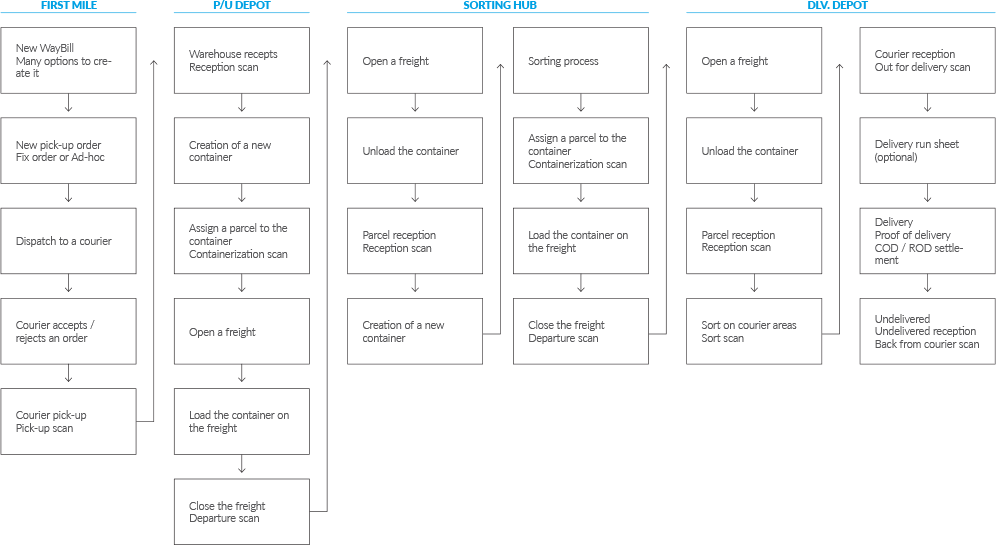 FIRST MILE
New WayBill
Many options to cre-
ate it
New pick-up order
Fix order or Ad-hoc
Dispatch to a courier
Courier accepts /
rejects an order
Courier pick-up
Pick-up scan
P/U DEPOT
Warehouse recepts
Reception scan
Creation of a new
container
Assign a parcel to the
container
Containerization scan
Open a freight
Load the container on
the freight
Close the freight
Departure scan
SORTING HUB
Open a freight
Unload the container
Parcel reception
Reception scan
Creation of a new
container
Sorting process
Assign a parcel to the
container
Containerization scan
Load the container on
the freight
Close the freight
Departure scan
DLV. DEPOT
Open a freight
Unload the container
Parcel reception
Reception scan
Sort on courier areas
Sort scan
Courier reception
Out for delivery scan
Delivery run sheet
(optional)
Delivery
Proof of delivery
COD / ROD settle-
ment
Undelivered
Undelivered reception
Back from courier scan